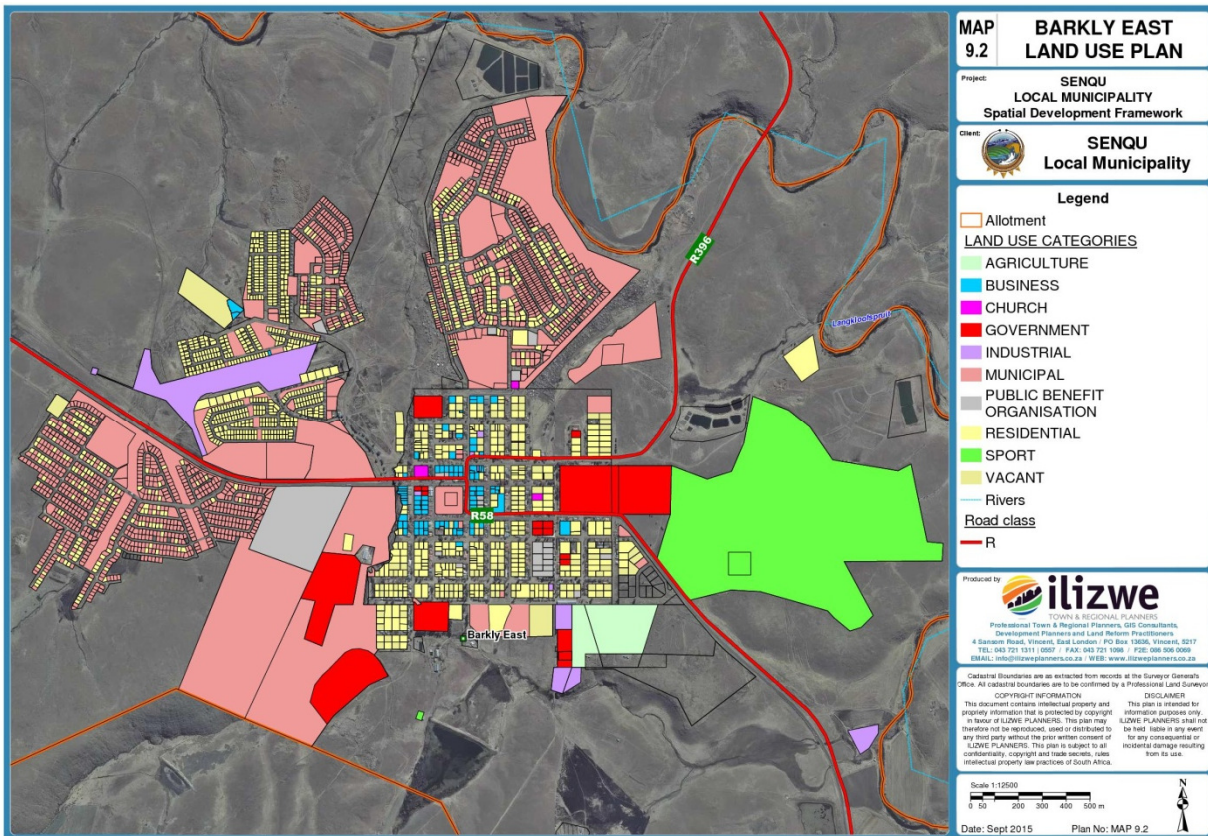 R396
Langkloofspruit
R58
Barkly East
MAP
9.2
BARKLY EAST
LAND USE PLAN
Project:
SENQU
LOCAL MUNICIPALITY
Spatial Development Framework
Client:
SENQU
Local Municipality
Legend
Allotment
LAND USE CATEGORIES
AGRICULTURE
BUSINESS
CHURCH
GOVERNMENT
INDUSTRIAL
MUNICIPAL
PUBLIC BENEFIT
ORGANISATION
RESIDENTIAL
SPORT
VACANT
Rivers
Road class
R
Produced by
ilizwe
TOWN & REGIONAL PLANNERS
Professional Town & Regional Planners, GIS Consultants,
Development Planners and Land Reform Practitioners
4 Sansom Road, Vincent, East London / PO Box 13636, Vincent, 5217
TEL: 043 721 1311 | 0557 / FAX: 043 721 1098 / F2E: 086 506 0069
EMAIL: info@ilizweplanners.co.za / WEB: www.ilizweplanners.co.za
Cadastral Boundaries are as extracted from records at the Surveyor General's
Office. All cadastral boundaries are to be confirmed by a Professional Land Surveyor
COPYRIGHT INFORMATION
This document contains intellectual property and
propriety information that is protected by copyright
in favour of ILIZWE PLANNERS. This plan may
therefore not be reproduced, used or distributed to
any third party without the prior written consent of
ILIZWE PLANNERS. This plan is subject to all
confidentiality, copyright and trade secrets, rules
intellectual property law practices of South Africa.
DISCLAIMER
This plan is intended for
information purposes only.
ILIZWE PLANNERS shall not
be held liable in any event
for any consequential or
incidental damage resulting
from its use.
Scale 1:12500
0 50 100 200 300 400 500 m
N
Date: Sept 2015 Plan No: MAP 9.2